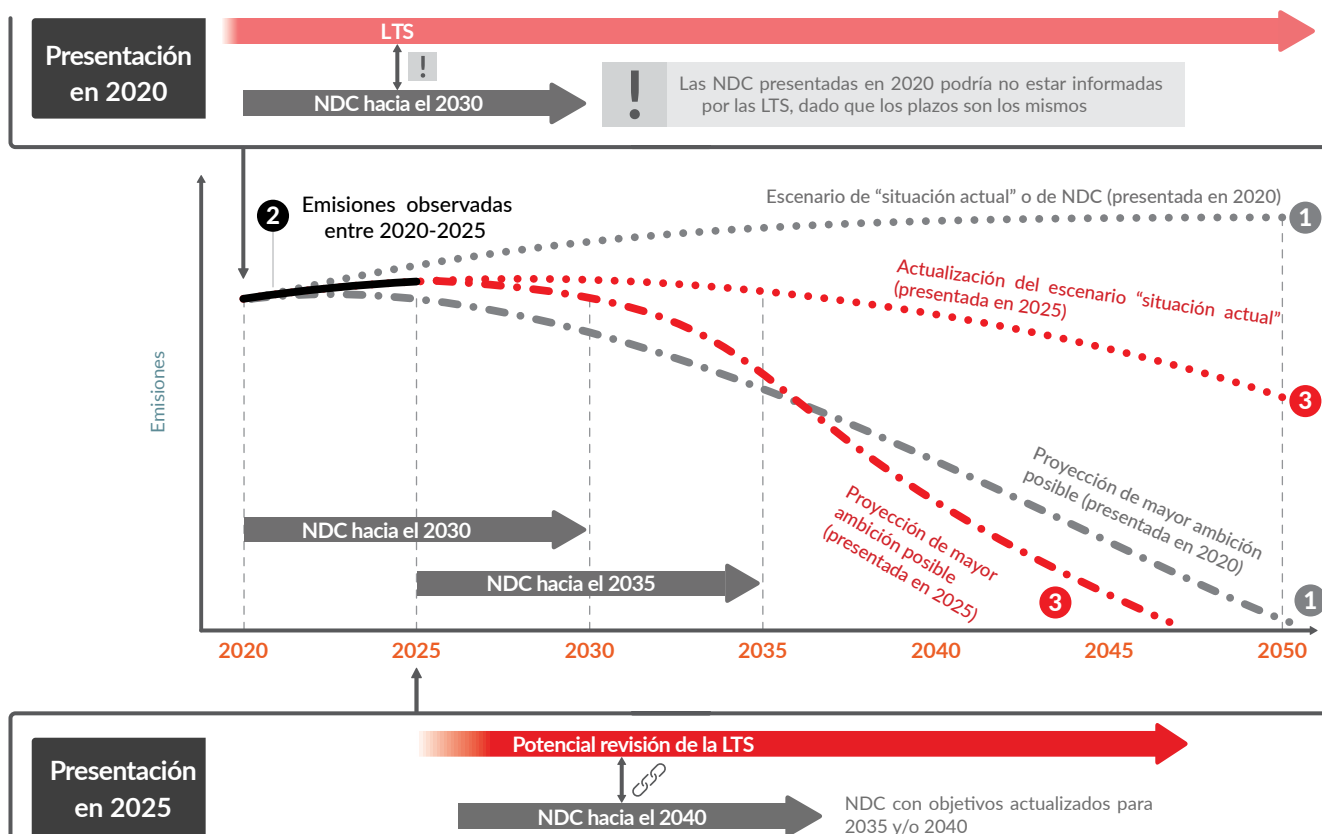 Presentación
en 2020
LTS
!
NDC hacia el 2030
!
Las NDC presentadas en 2020 podría no estar informadas
por las LTS, dado que los plazos son los mismos
Escenario de “situación actual” o de NDC (presentada en 2020)
1
2
Emisiones observadas
entre 2020-2025
Actualización del escenario “situación actual”
(presentada en 2025)
3
Emisiones
Proyección de mayor ambición
posible (presentada en 2020)
1
Proyección de mayor
ambición posible
(presentada en 2025)
3
NDC hacia el 2030
NDC hacia el 2035
2020
2025
2030
2035
2040
2045
2050
Presentación
en 2025
Potencial revisión de la LTS
NDC hacia el 2040
NDC con objetivos actualizados para
2035 y/o 2040